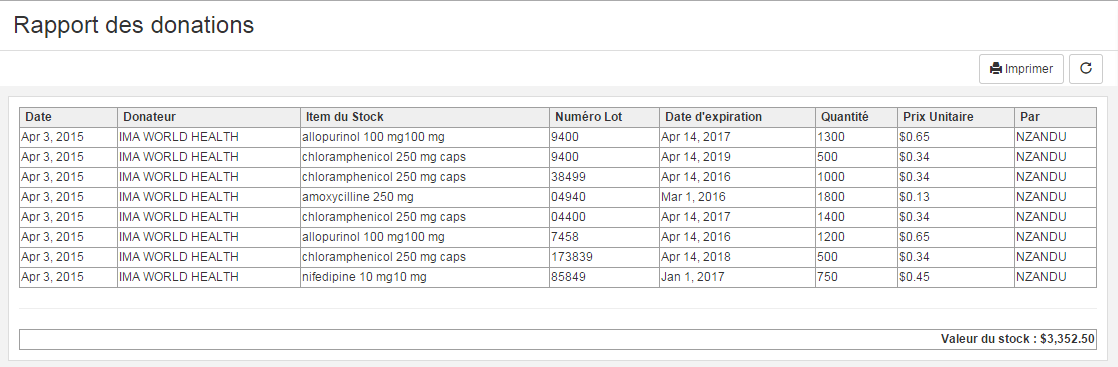 Rapport des donations
Imprimer
Date Donateur Item du Stock Numéro Lot Date d'expiration Quantité Prix Unitaire Par
Apr 3, 2015 IMA WORLD HEALTH allopurinol 100 mg100 mg 9400 Apr 14, 2017 1300 $0.65 NZANDU
Apr 3, 2015 IMA WORLD HEALTH chloramphenicol 250 mg caps 9400 Apr 14, 2019 500 $0.34 NZANDU
Apr 3, 2015 IMA WORLD HEALTH chloramphenicol 250 mg caps 38499 Apr 14, 2016 1000 $0.34 NZANDU
Apr 3, 2015 IMA WORLD HEALTH amoxycilline 250 mg 04940 Mar 1, 2016 1800 $0.13 NZANDU
Apr 3, 2015 IMA WORLD HEALTH chloramphenicol 250 mg caps 04400 Apr 14, 2017 1400 $0.34 NZANDU
Apr 3, 2015 IMA WORLD HEALTH allopurinol 100 mg100 mg 7458 Apr 14, 2016 1200 $0.65 NZANDU
Apr 3, 2015 IMA WORLD HEALTH chloramphenicol 250 mg caps 173839 Apr 14, 2018 500 $0.34 NZANDU
Apr 3, 2015 IMA WORLD HEALTH nifedipine 10 mg10 mg 85849 Jan 1, 2017 750 $0.45 NZANDU
Valeur du stock : $3,352.50